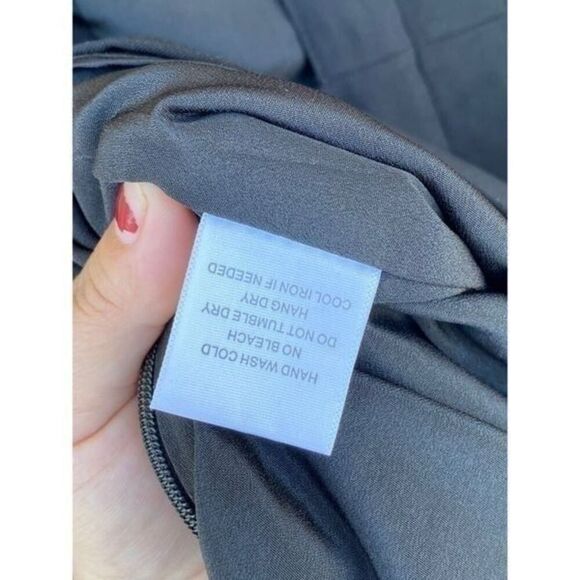 HAND WASH COLD
NO BLEACH
DO NOT TUMBLE DRY
HANG DRY
COOL IRON IF NEEDED